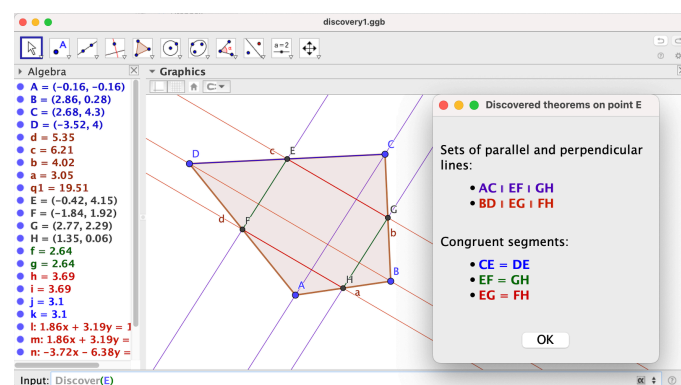 discovery1.ggb
A
a=2
Algebra
Graphics
A = (-0.16, -0.16)
B = (2.86, 0.28)
C = (2.68, 4.3)
D = (-3.52, 4)
d = 5.35
c = 6.21
b = 4.02
a = 3.05
q1 = 19.51
E = (-0.42, 4.15)
F = (-1.84, 1.92)
G = (2.77, 2.29)
H = (1.35, 0.06)
f = 2.64
g = 2.64
h = 3.69
i = 3.69
j = 3.1
k = 3.1
l: 1.86x + 3.19y = 1
m: 1.86x + 3.19y =
n: -3.72x - 6.38y =
D
c
E
C
d
F
G
b
A
H
a
B
Discovered theorems on point E
Sets of parallel and perpendicular
lines:
• AC ∥ EF ∥ GH
• BD ∥ EG ∥ FH
Congruent segments:
• CE = DE
• EF = GH
• EG = FH
OK
Input: Discover(E)